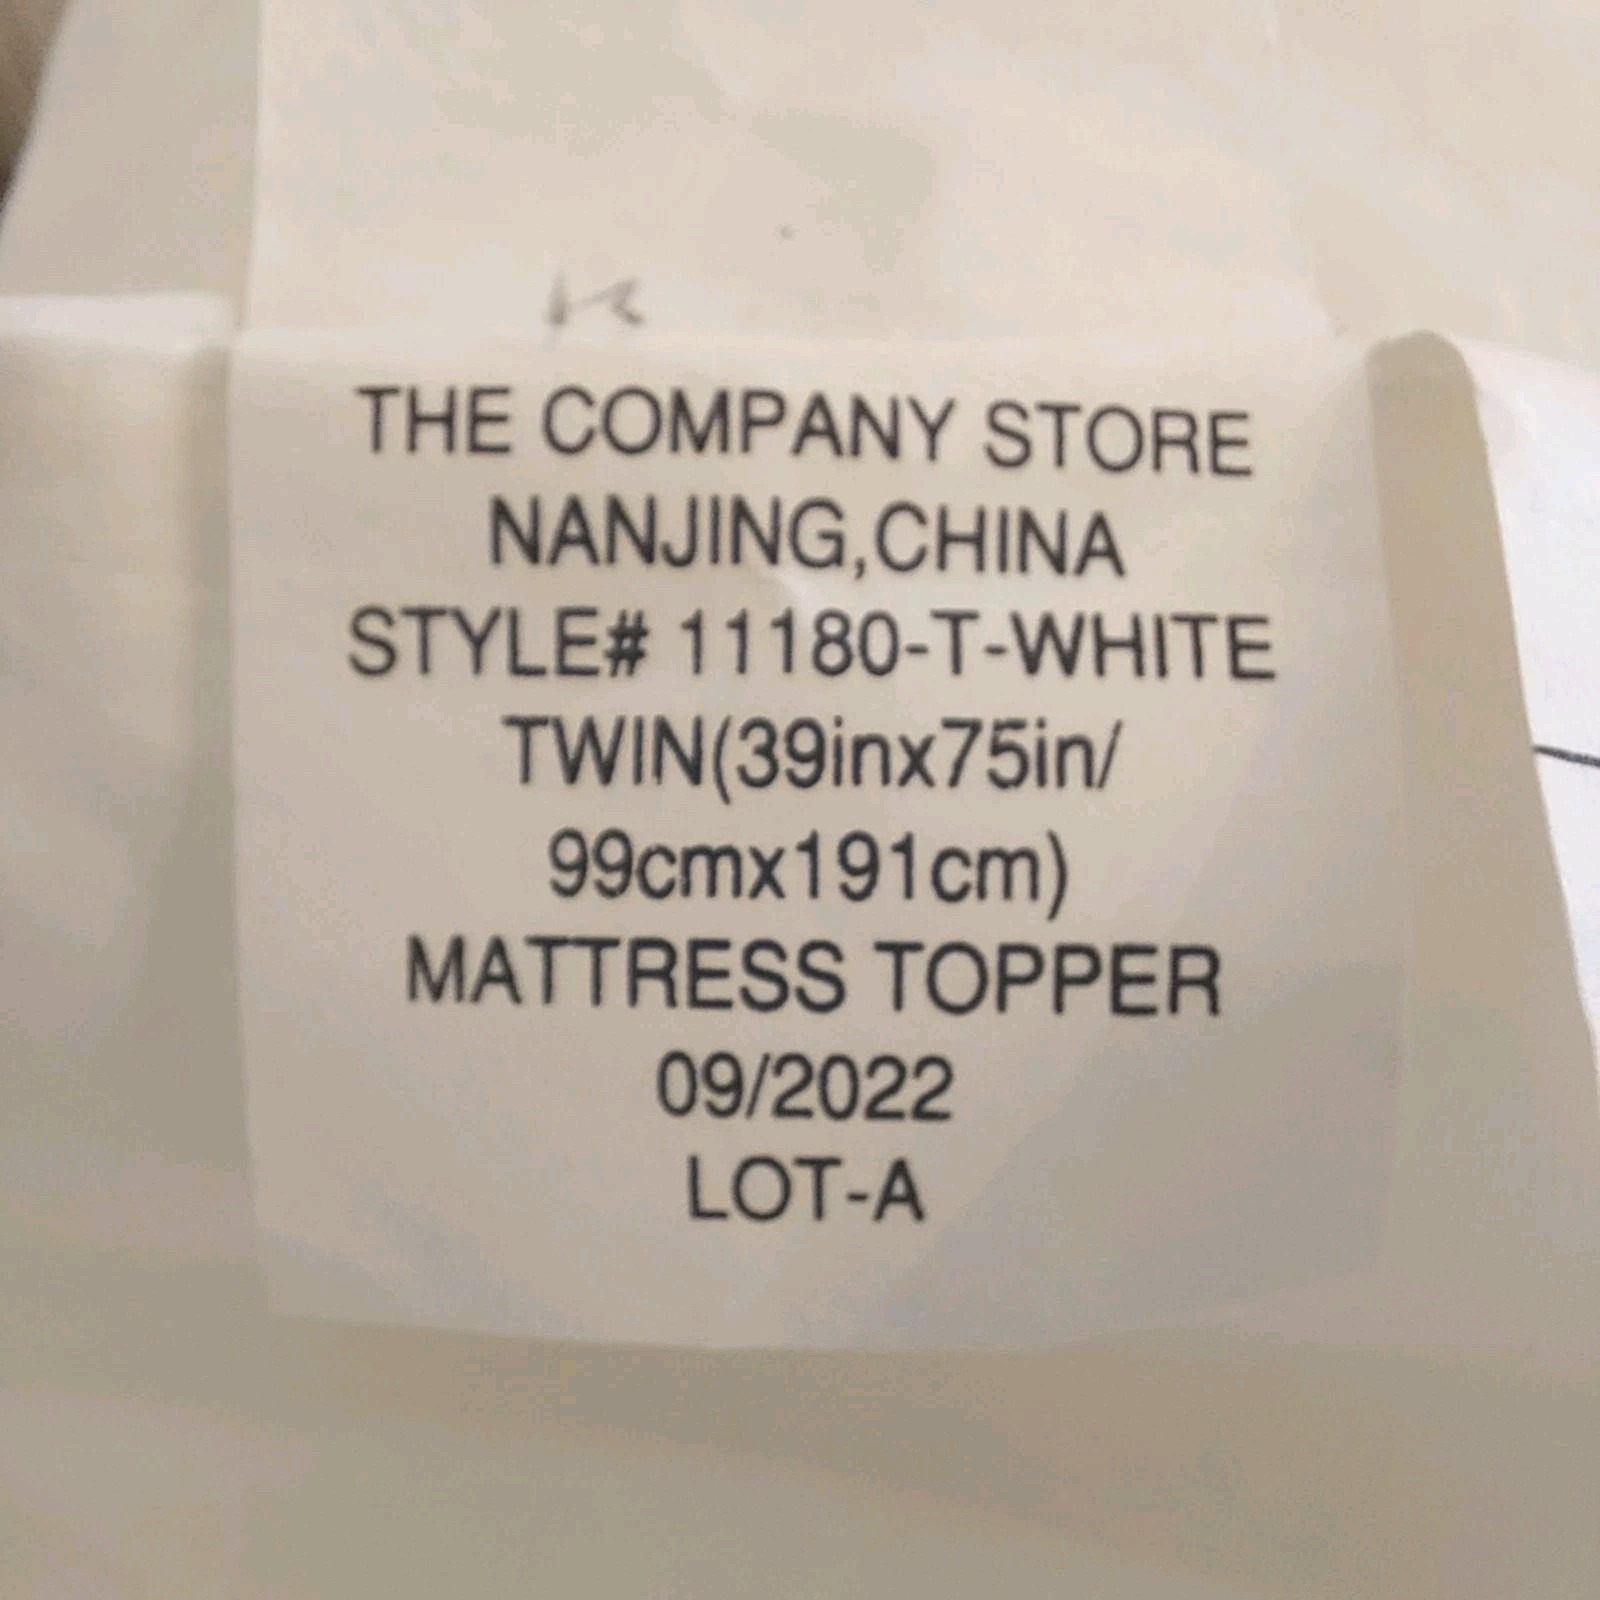 THE COMPANY STORE
NANJING,CHINA
STYLE# 11180-T-WHITE
TWIN(39inx75in/
99cmx191cm)
MATTRESS TOPPER
09/2022
LOT-A